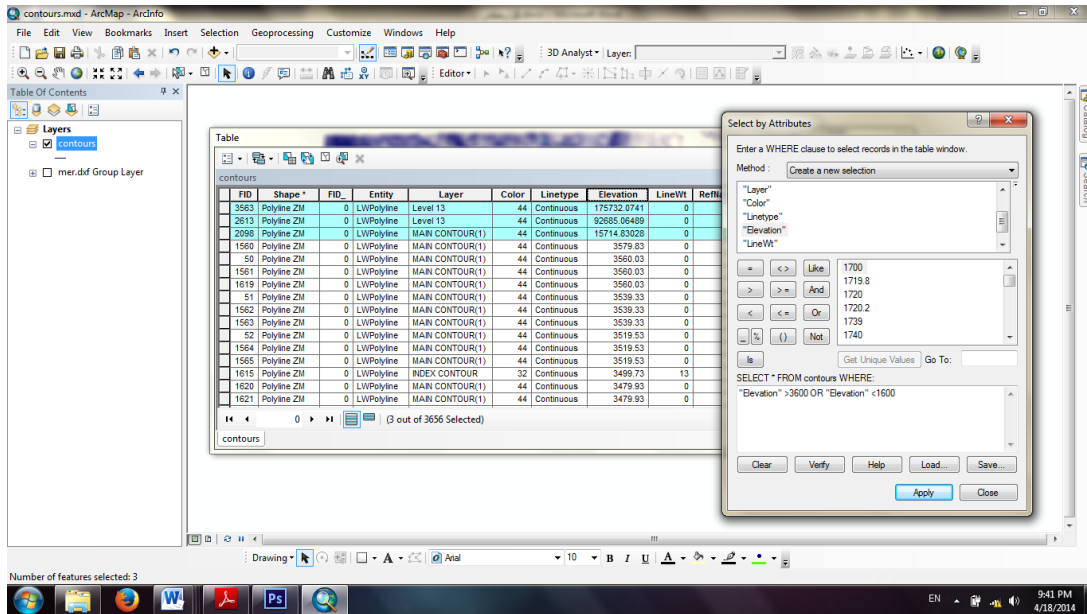 contours.mxd - ArcMap - ArcInfo
File Edit View Bookmarks Insert Selection Geoprocessing Customize Windows Help
3D Analyst Layer:
Editor
Table Of Contents
Layers
contours
mer.dxf Group Layer
Table
contours
FID Shape * FID_ Entity Layer Color Linetype Elevation LineWt RefNa
3563 Polyline ZM 0 LWPolyline Level 13 44 Continuous 175732.0741 0
2613 Polyline ZM 0 LWPolyline Level 13 44 Continuous 92685.06489 0
2098 Polyline ZM 0 LWPolyline MAIN CONTOUR(1) 44 Continuous 15714.83028 0
1560 Polyline ZM 0 LWPolyline MAIN CONTOUR(1) 44 Continuous 3579.83 0
50 Polyline ZM 0 LWPolyline MAIN CONTOUR(1) 44 Continuous 3560.03 0
1561 Polyline ZM 0 LWPolyline MAIN CONTOUR(1) 44 Continuous 3560.03 0
1619 Polyline ZM 0 LWPolyline MAIN CONTOUR(1) 44 Continuous 3560.03 0
51 Polyline ZM 0 LWPolyline MAIN CONTOUR(1) 44 Continuous 3539.33 0
1562 Polyline ZM 0 LWPolyline MAIN CONTOUR(1) 44 Continuous 3539.33 0
1563 Polyline ZM 0 LWPolyline MAIN CONTOUR(1) 44 Continuous 3539.33 0
52 Polyline ZM 0 LWPolyline MAIN CONTOUR(1) 44 Continuous 3519.53 0
1564 Polyline ZM 0 LWPolyline MAIN CONTOUR(1) 44 Continuous 3519.53 0
1565 Polyline ZM 0 LWPolyline MAIN CONTOUR(1) 44 Continuous 3519.53 0
1615 Polyline ZM 0 LWPolyline INDEX CONTOUR 32 Continuous 3499.73 13
1620 Polyline ZM 0 LWPolyline MAIN CONTOUR(1) 44 Continuous 3479.93 0
1621 Polyline ZM 0 LWPolyline MAIN CONTOUR(1) 44 Continuous 3479.93 0
0 (3 out of 3656 Selected)
contours
Select by Attributes
Enter a WHERE clause to select records in the table window.
Method : Create a new selection
"Layer"
"Color"
"Linetype"
"Elevation"
"LineWt"
= <> Like
> >= And
< <= Or
_ % () Not
Is
1700
1719.8
1720
1720.2
1739
1740
Get Unique Values Go To:
SELECT * FROM contours WHERE:
"Elevation" >3600 OR "Elevation" <1600
Clear Verify Help Load... Save...
Apply Close
Drawing A Arial 10 B I U A
Number of features selected: 3
W Ps
EN 9:41 PM
4/18/2014